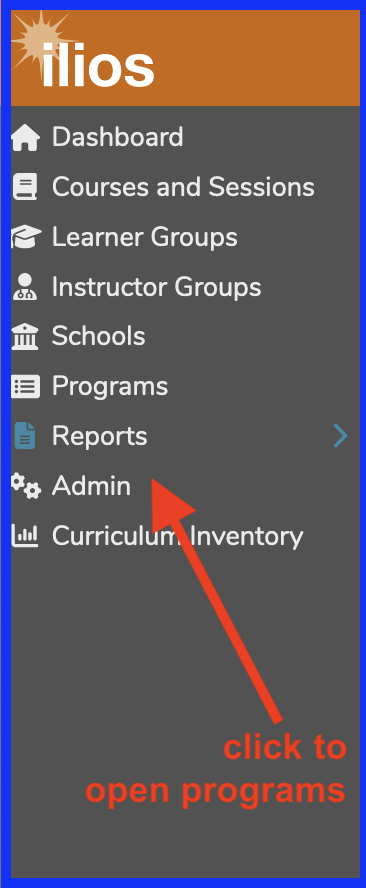 ilios
Dashboard
Courses and Sessions
Learner Groups
Instructor Groups
Schools
Programs
Reports
Admin
Curriculum Inventory
click to
open programs